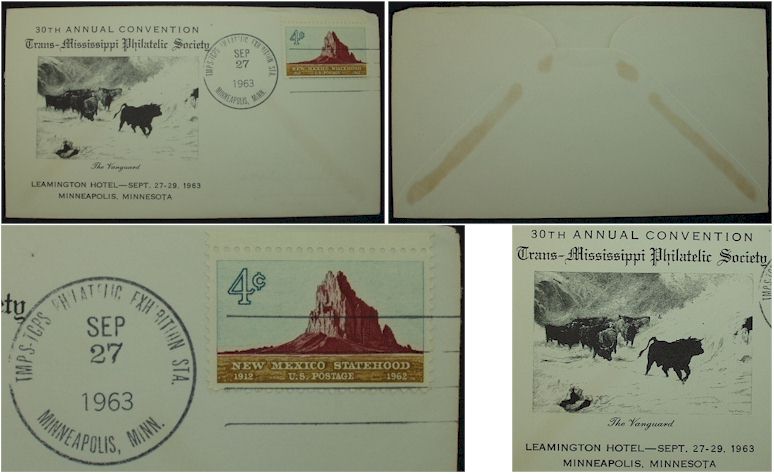 30TH ANNUAL CONVENTION
Trans-Mississippi Philatelic Society
The Vanguard
LEAMINGTON HOTEL—SEPT. 27-29, 1963
MINNEAPOLIS, MINNESOTA
TMPS-TCPS PHILATELIC EXHIBITION STA.
SEP
27
1963
MINNEAPOLIS, MINN.
4¢
NEW MEXICO STATEHOOD
1912 U.S. POSTAGE 1962
ety
TMPS-TCPS PHILATELIC EXHIBITION STA.
SEP
27
1963
MINNEAPOLIS, MINN.
4¢
NEW MEXICO STATEHOOD
1912 U.S. POSTAGE 1962
30TH ANNUAL CONVENTION
Trans-Mississippi Philatelic Society
The Vanguard
LEAMINGTON HOTEL—SEPT. 27-29, 1963
MINNEAPOLIS, MINNESOTA